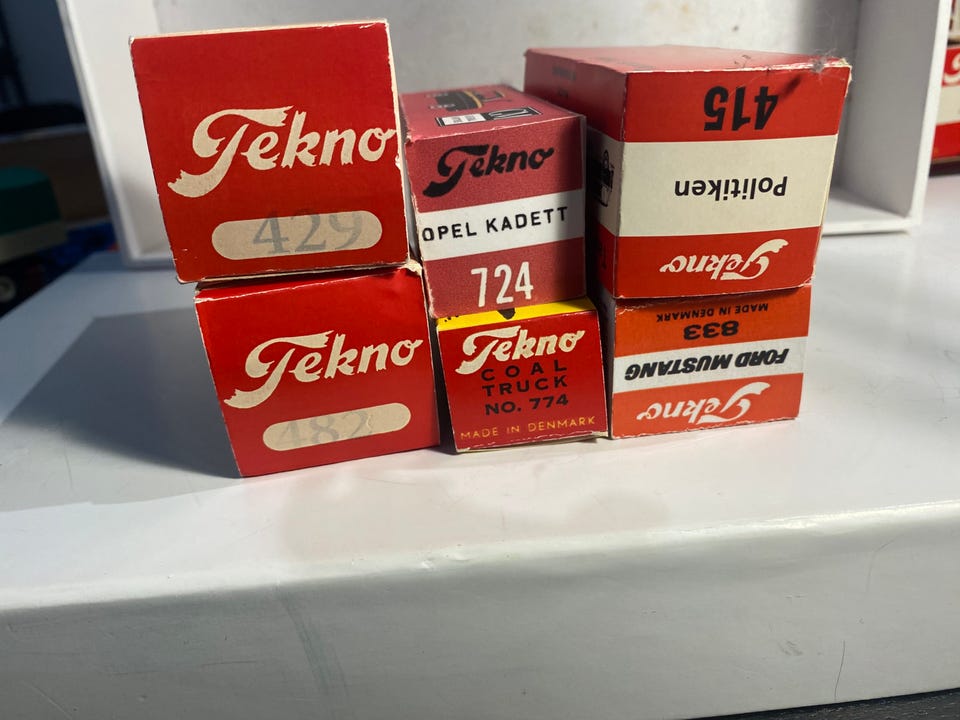 Tekno
429
Tekno
OPEL KADETT
724
415
Politiken
Tekno
Tekno
482
Tekno
COAL
TRUCK
NO. 774
MADE IN DENMARK
MADE IN DENMARK
833
FORD MUSTANG
Tekno